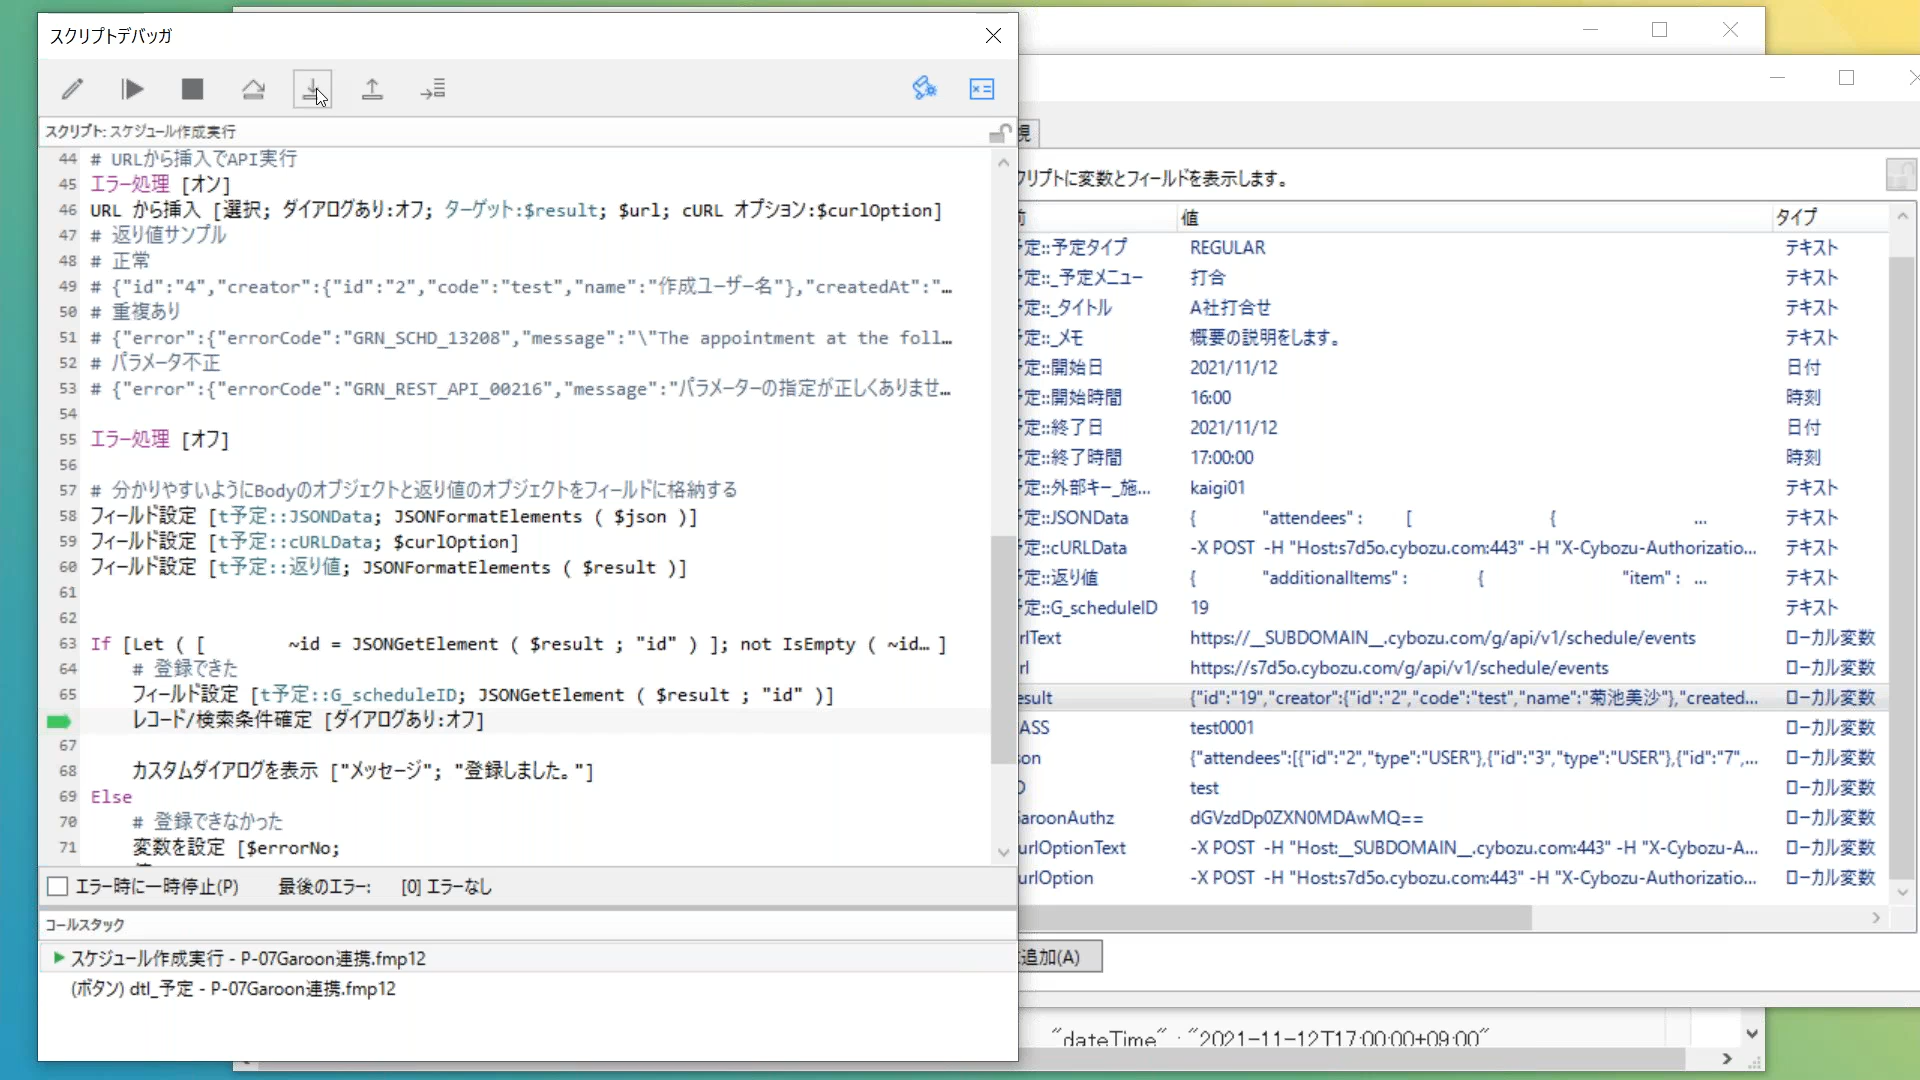 スクリプトデバッガ
スクリプト: スケジュール作成実行
44 # URLから挿入でAPI実行
45 エラー処理 [オン]
46 URL から挿入 [選択; ダイアログあり:オフ; ターゲット:$result; $url; cURL オプション:$curlOption]
47 # 返り値サンプル
48 # 正常
49 # {"id":"4","creator":{"id":"2","code":"test","name":"作成ユーザー名"},"createdAt":"…
50 # 重複あり
51 # {"error":{"errorCode":"GRN_SCHD_13208","message":"\"The appointment at the foll…
52 # パラメータ不正
53 # {"error":{"errorCode":"GRN_REST_API_00216","message":"パラメーターの指定が正しくありませ…
54
55 エラー処理 [オフ]
56
57 # 分かりやすいようにBodyのオブジェクトと返り値のオブジェクトをフィールドに格納する
58 フィールド設定 [t予定::JSONData; JSONFormatElements ( $json )]
59 フィールド設定 [t予定::cURLData; $curlOption]
60 フィールド設定 [t予定::返り値; JSONFormatElements ( $result )]
61
62
63 If [Let ( [ ~id = JSONGetElement ( $result ; "id" ) ]; not IsEmpty ( ~id… ]
64 # 登録できた
65 フィールド設定 [t予定::G_scheduleID; JSONGetElement ( $result ; "id" )]
レコード/検索条件確定 [ダイアログあり:オフ]
67
68 カスタムダイアログを表示 ["メッセージ"; "登録しました。"]
69 Else
70 # 登録できなかった
71 変数を設定 [$errorNo;
エラー時に一時停止(P) 最後のエラー: [0] エラーなし
コールスタック
スケジュール作成実行 - P-07Garoon連携.fmp12
(ボタン) dtl_予定 - P-07Garoon連携.fmp12
視
クリプトに変数とフィールドを表示します。
前 値 タイプ
予定::予定タイプ REGULAR テキスト
予定::_予定メニュー 打合 テキスト
予定::_タイトル A社打合せ テキスト
予定::_メモ 概要の説明をします。 テキスト
予定::開始日 2021/11/12 日付
予定::開始時間 16:00 時刻
予定::終了日 2021/11/12 日付
予定::終了時間 17:00:00 時刻
予定::外部キー_施... kaigi01 テキスト
予定::JSONData { "attendees" : [ { ... テキスト
予定::cURLData -X POST -H "Host:s7d5o.cybozu.com:443" -H "X-Cybozu-Authorizatio... テキスト
予定::返り値 { "additionalItems" : { "item" : ... テキスト
予定::G_scheduleID 19 テキスト
rlText https://__SUBDOMAIN__.cybozu.com/g/api/v1/schedule/events ローカル変数
rl https://s7d5o.cybozu.com/g/api/v1/schedule/events ローカル変数
esult {"id":"19","creator":{"id":"2","code":"test","name":"菊池美沙"},"created... ローカル変数
ASS test0001 ローカル変数
son {"attendees":[{"id":"2","type":"USER"},{"id":"3","type":"USER"},{"id":"7",... ローカル変数
D test ローカル変数
aroonAuthz dGVzdDp0ZXN0MDAwMQ== ローカル変数
urlOptionText -X POST -H "Host:__SUBDOMAIN__.cybozu.com:443" -H "X-Cybozu-A... ローカル変数
urlOption -X POST -H "Host:s7d5o.cybozu.com:443" -H "X-Cybozu-Authorizatio... ローカル変数
追加(A)
"dateTime" : "2021-11-12T17:00:00+09:00"